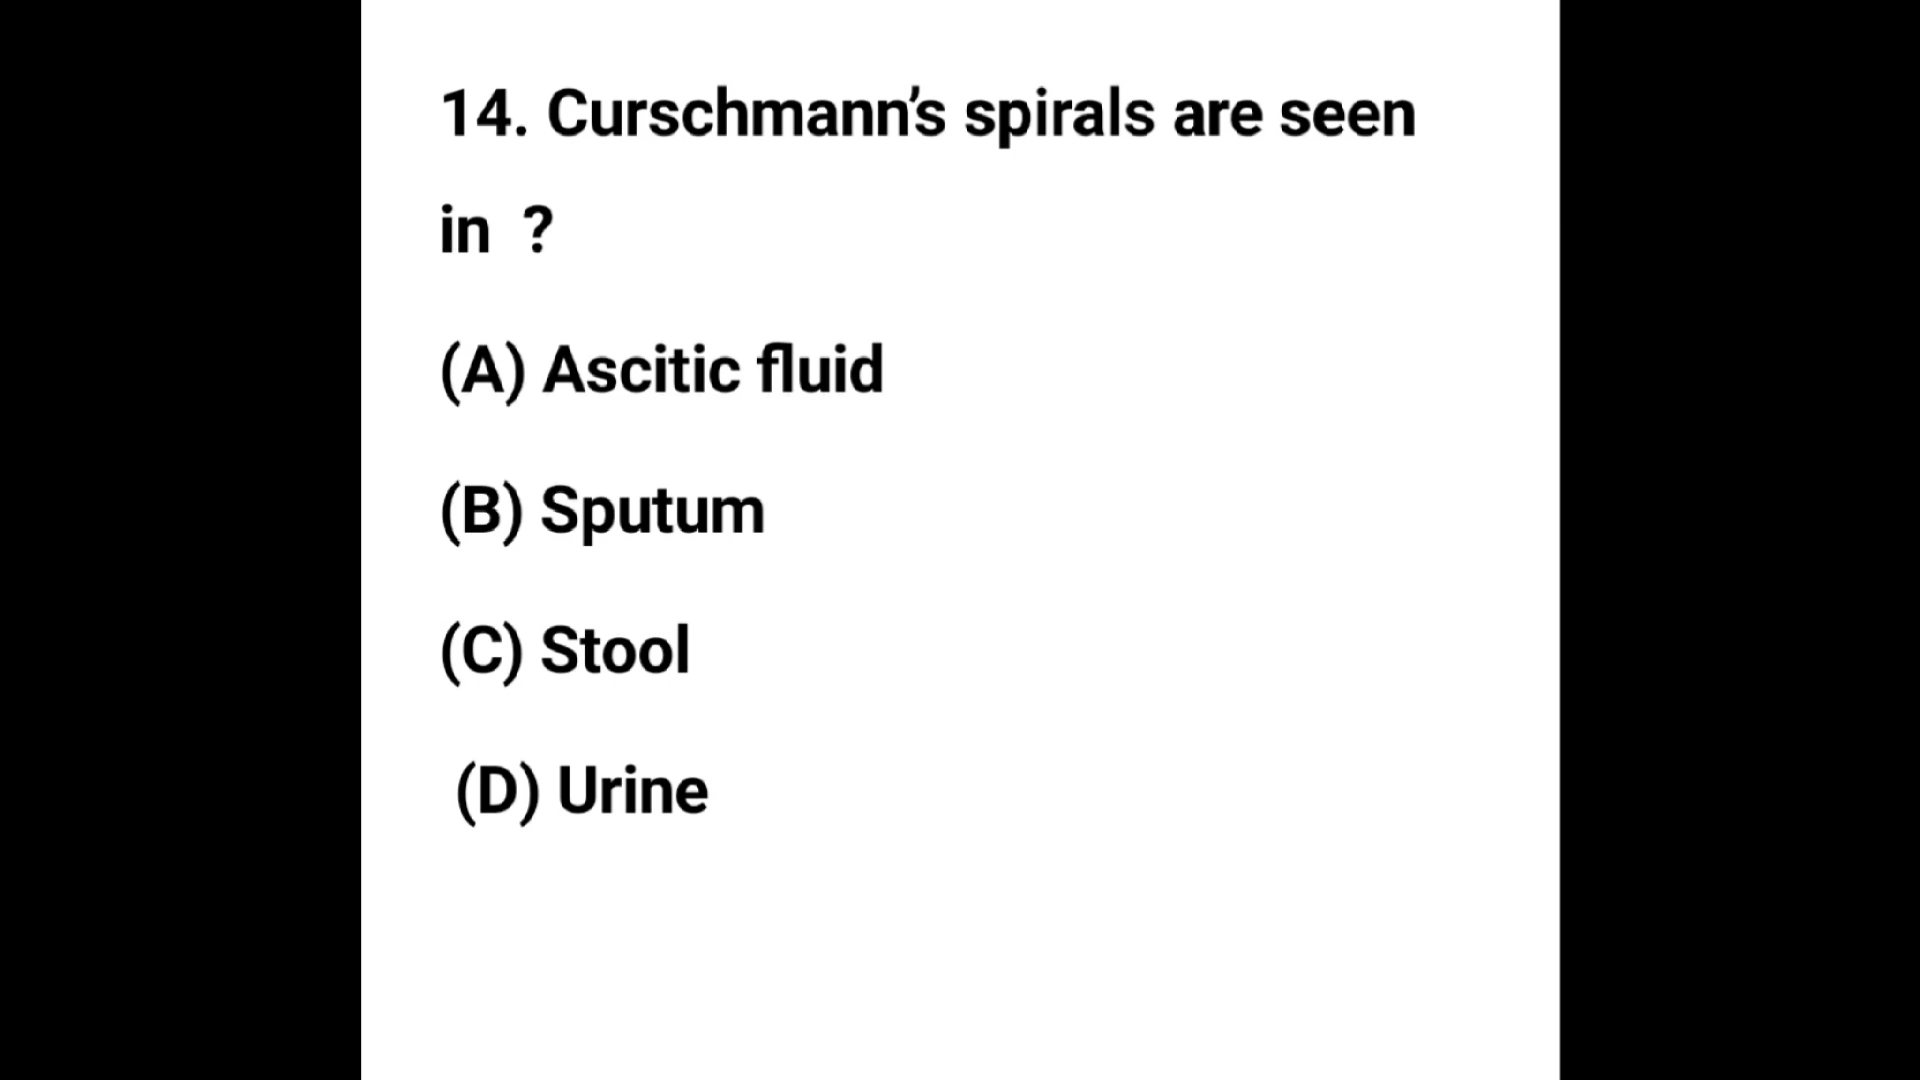 14. Curschmann’s spirals are seen
in  ?
(A) Ascitic fluid
(B) Sputum
(C) Stool
(D) Urine